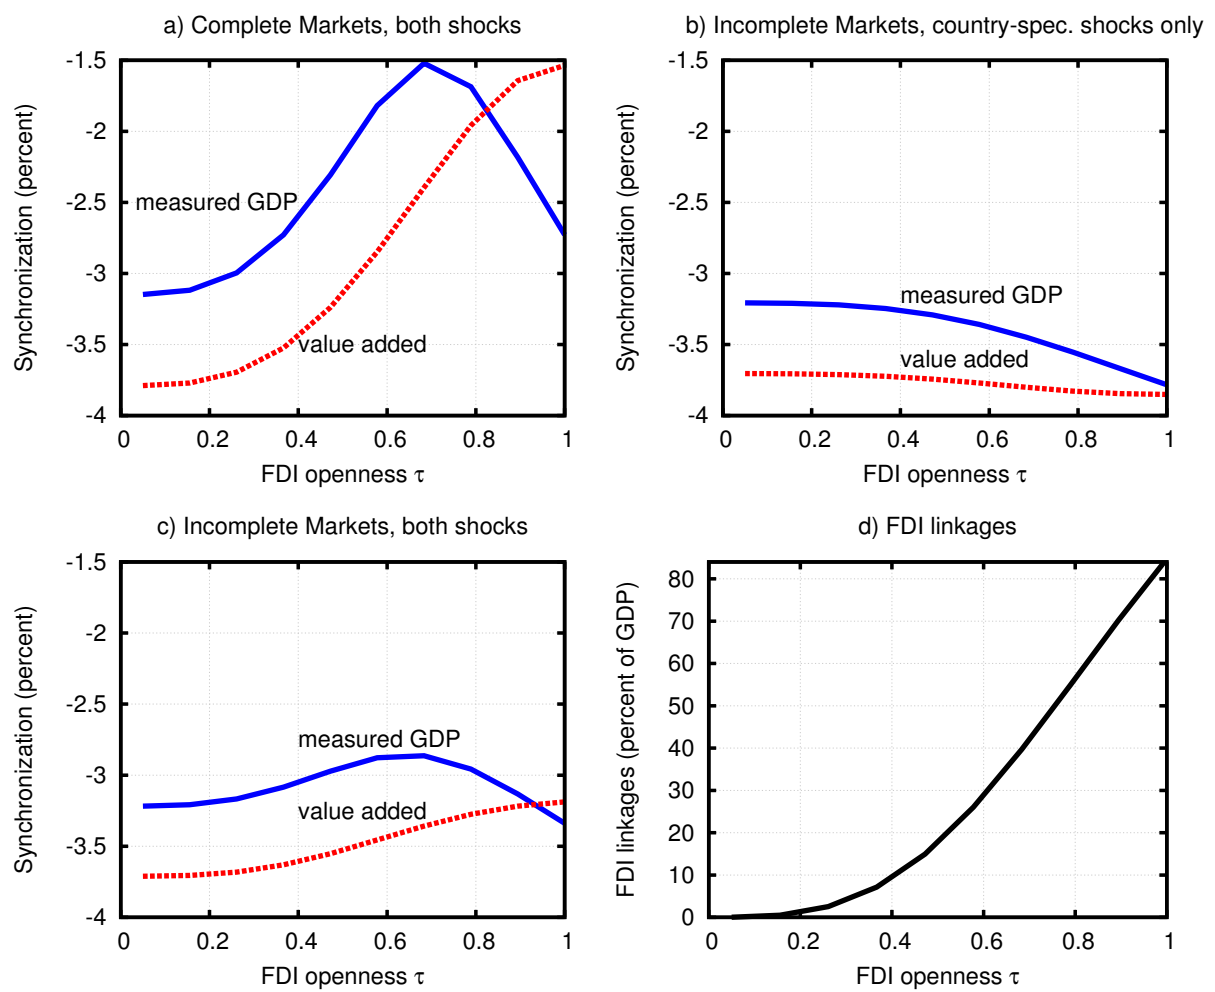 a) Complete Markets, both shocks
-1.5
-2
-2.5
-3
-3.5
-4
0 0.2 0.4 0.6 0.8 1
Synchronization (percent)
FDI openness τ
measured GDP
value added
b) Incomplete Markets, country-spec. shocks only
-1.5
-2
-2.5
-3
-3.5
-4
0 0.2 0.4 0.6 0.8 1
Synchronization (percent)
FDI openness τ
measured GDP
value added
c) Incomplete Markets, both shocks
-1.5
-2
-2.5
-3
-3.5
-4
0 0.2 0.4 0.6 0.8 1
Synchronization (percent)
FDI openness τ
measured GDP
value added
d) FDI linkages
80
70
60
50
40
30
20
10
0
0 0.2 0.4 0.6 0.8 1
FDI linkages (percent of GDP)
FDI openness τ